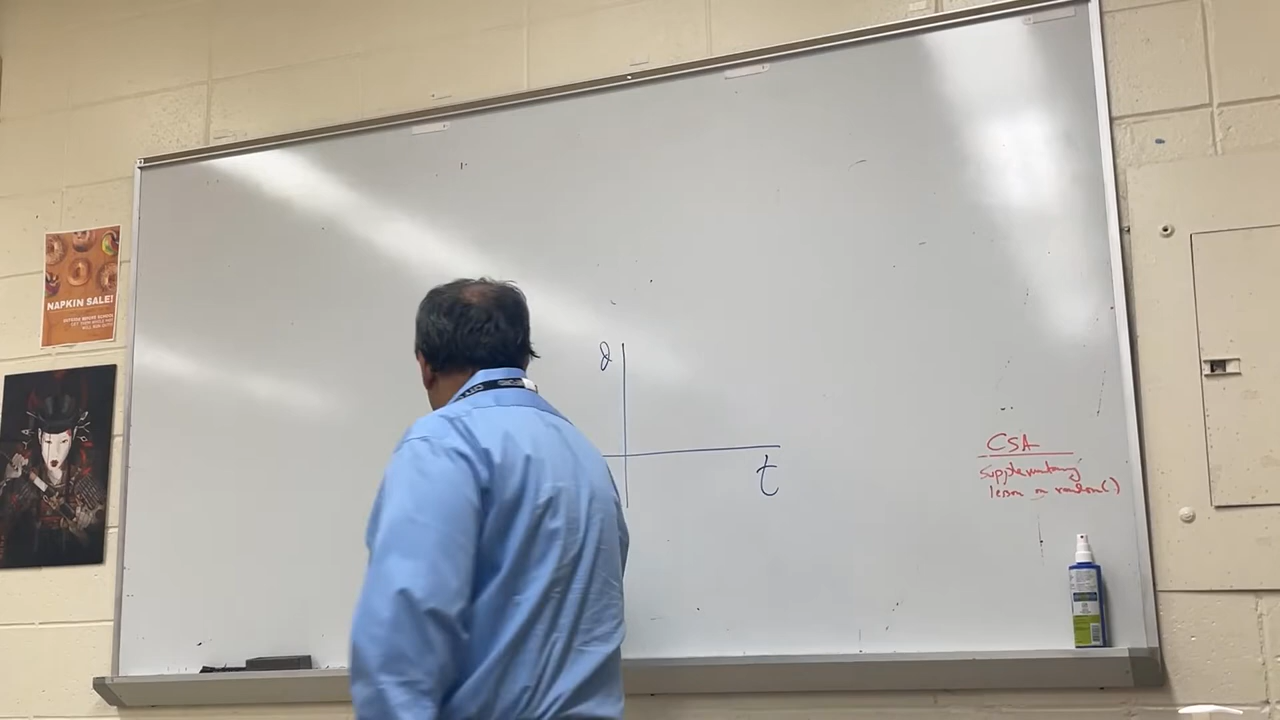 NAPKIN SALE!
t
CSA
supplementary
lesson on random()